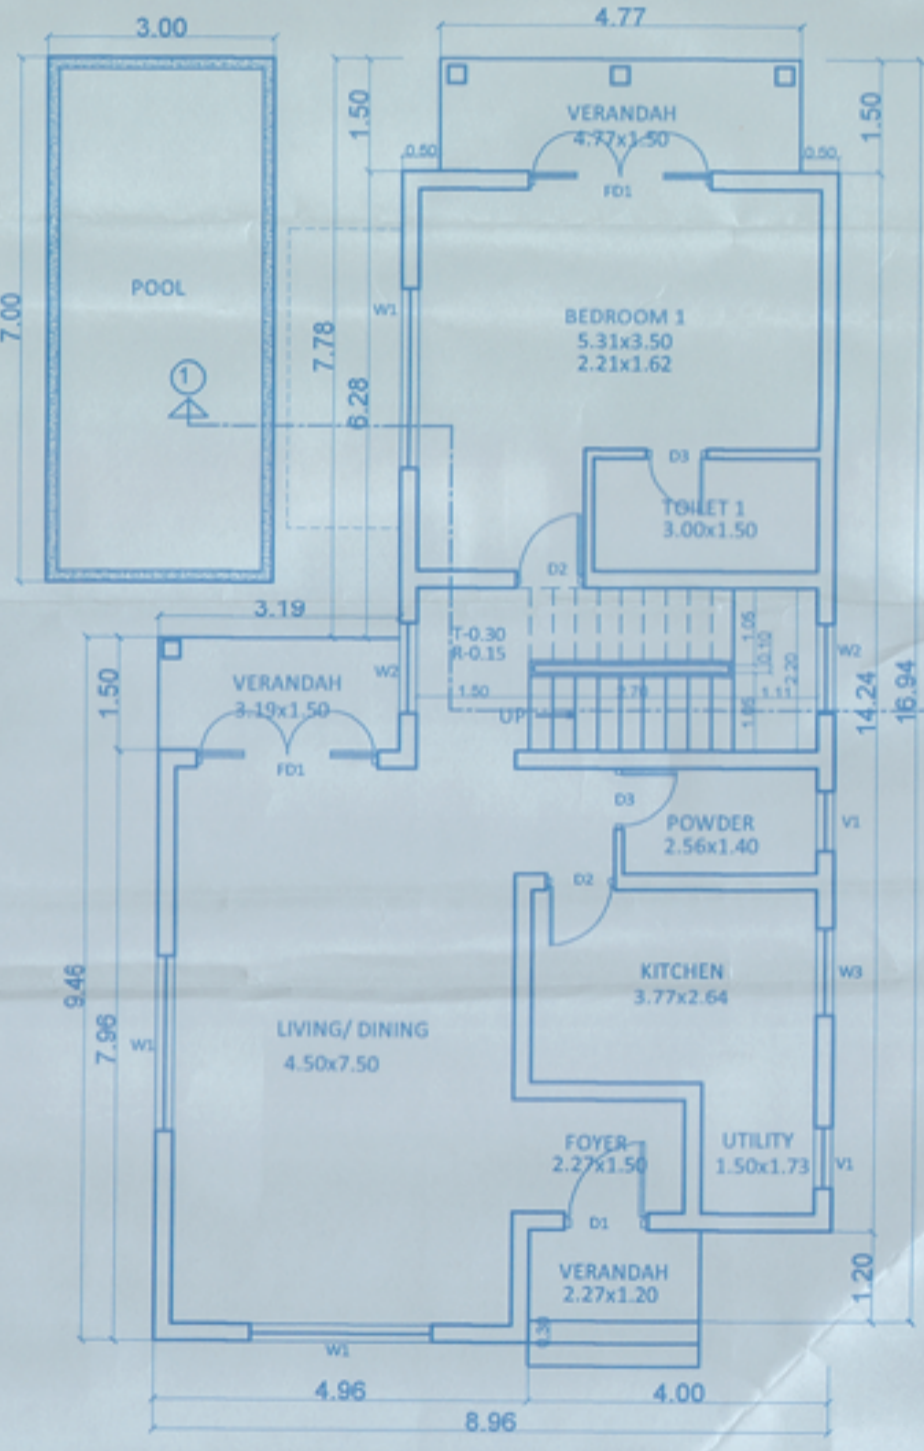 4.77
3.00
1.50
1.50
VERANDAH
4.77x1.50
0.50
0.50
FD1
POOL
7.00
W1
BEDROOM 1
5.31x3.50
2.21x1.62
7.78
1
6.28
D3
TOILET 1
3.00x1.50
D2
3.19
T-0.30
R-0.15
1.05
0.10
2.20
W2
W2
VERANDAH
3.19x1.50
1.50
1.50
2.70
1.11
1.05
14.24
16.94
UP
FD1
D3
POWDER
2.56x1.40
V1
D2
KITCHEN
3.77x2.64
W3
9.46
7.96
W1
LIVING/ DINING
4.50x7.50
FOYER
2.27x1.50
UTILITY
1.50x1.73
V1
D1
VERANDAH
2.27x1.20
1.20
0.30
W1
4.96
4.00
8.96